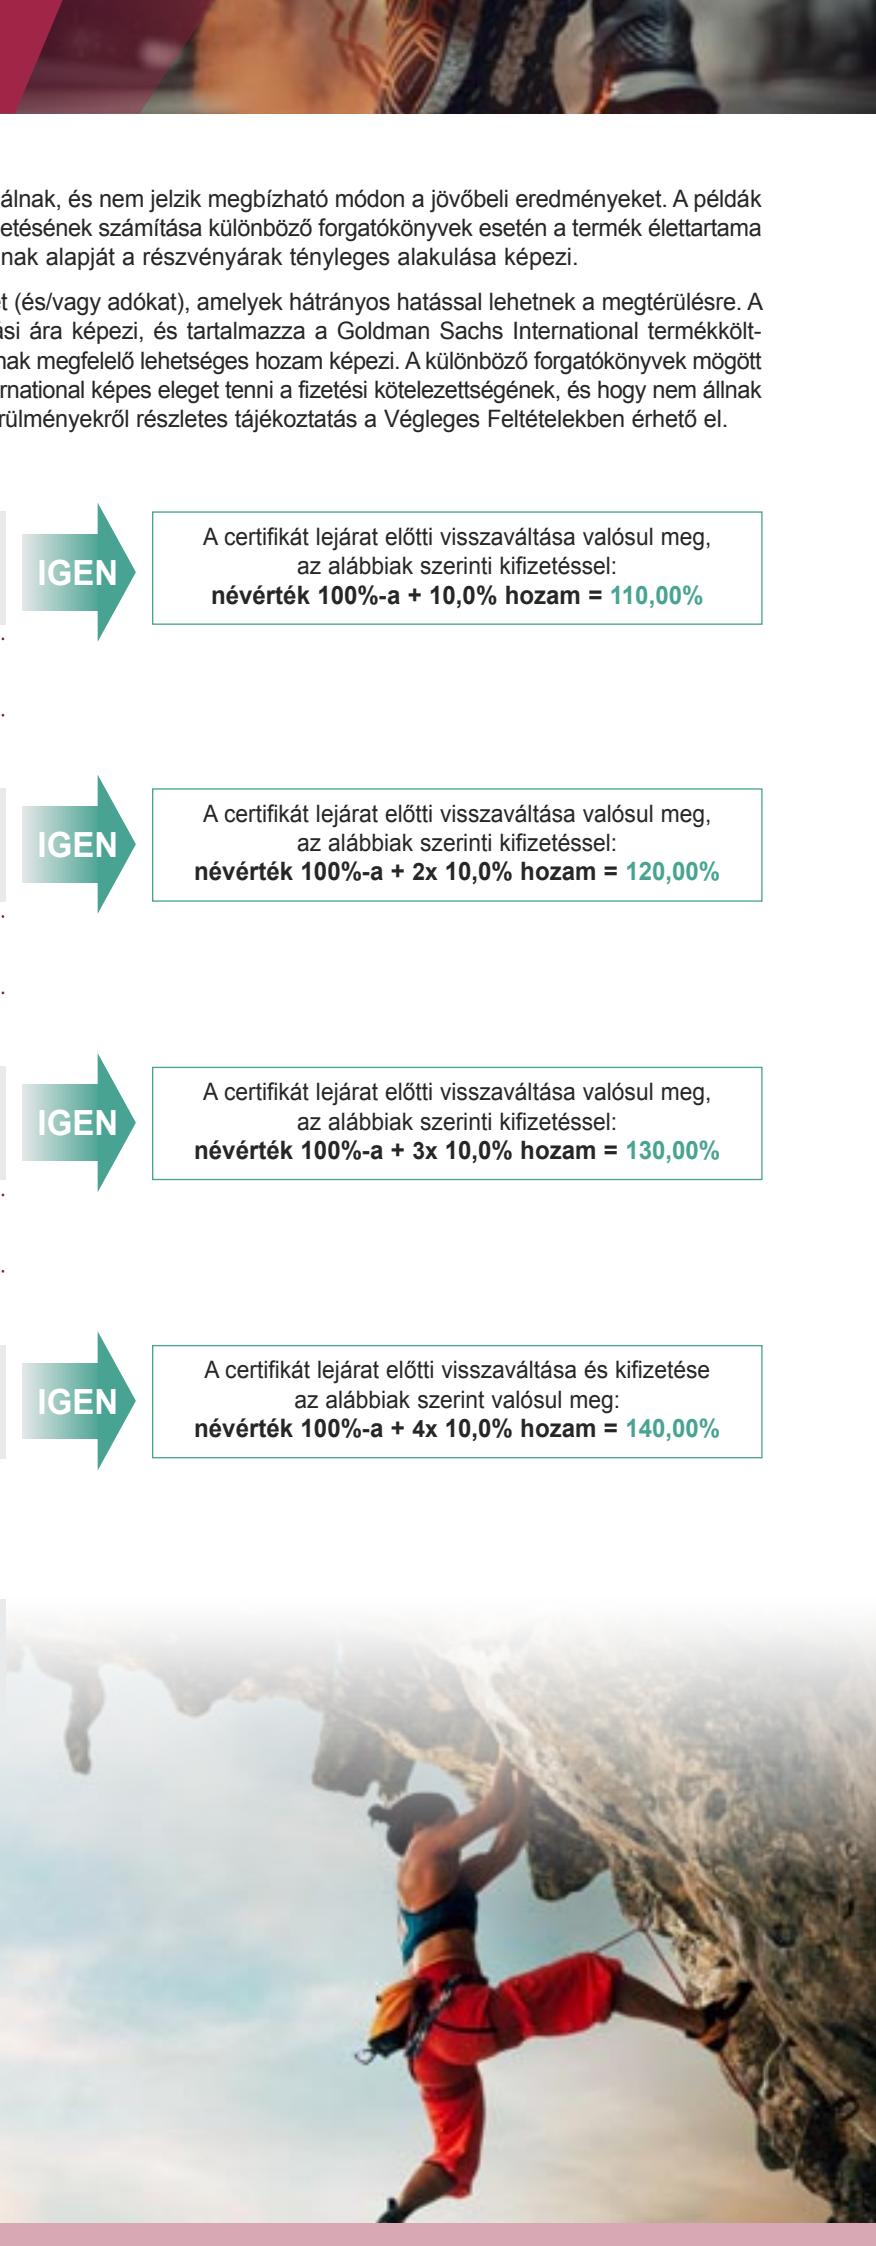 álnak, és nem jelzik megbízható módon a jövőbeli eredményeket. A példák
etésének számítása különböző forgatókönyvek esetén a termék élettartama
nak alapját a részvényárak tényleges alakulása képezi.
t (és/vagy adókat), amelyek hátrányos hatással lehetnek a megtérülésre. A
ási ára képezi, és tartalmazza a Goldman Sachs International termékkölt-
nak megfelelő lehetséges hozam képezi. A különböző forgatókönyvek mögött
rnational képes eleget tenni a fizetési kötelezettségének, és hogy nem állnak
rülményekről részletes tájékoztatás a Végleges Feltételekben érhető el.
IGEN
A certifikát lejárat előtti visszaváltása valósul meg,
az alábbiak szerinti kifizetéssel:
névérték 100%-a + 10,0% hozam = 110,00%
.
.
IGEN
A certifikát lejárat előtti visszaváltása valósul meg,
az alábbiak szerinti kifizetéssel:
névérték 100%-a + 2x 10,0% hozam = 120,00%
.
.
IGEN
A certifikát lejárat előtti visszaváltása valósul meg,
az alábbiak szerinti kifizetéssel:
névérték 100%-a + 3x 10,0% hozam = 130,00%
.
.
IGEN
A certifikát lejárat előtti visszaváltása és kifizetése
az alábbiak szerint valósul meg:
névérték 100%-a + 4x 10,0% hozam = 140,00%